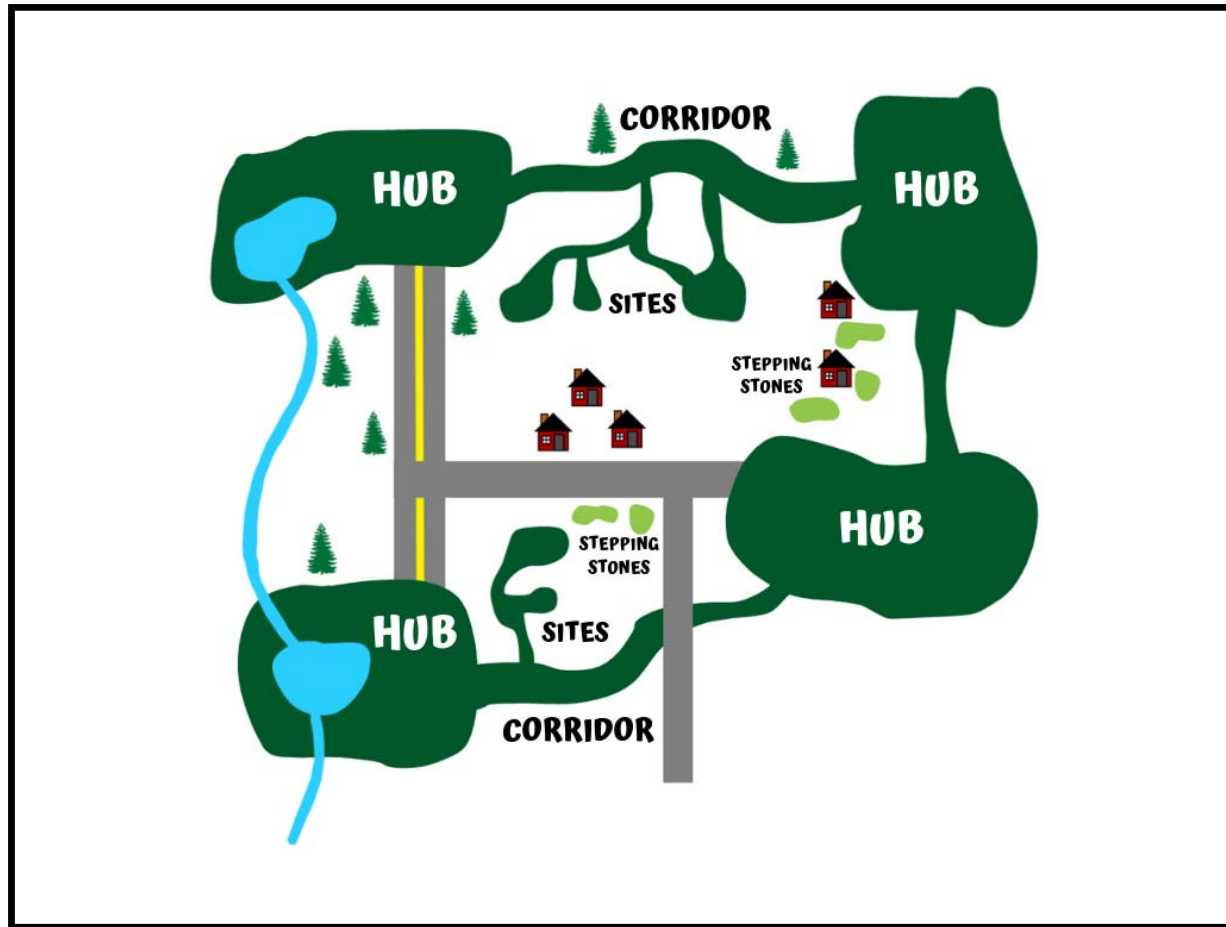 CORRIDOR
HUB
HUB
SITES
STEPPING
STONES
HUB
STEPPING
STONES
HUB
SITES
CORRIDOR